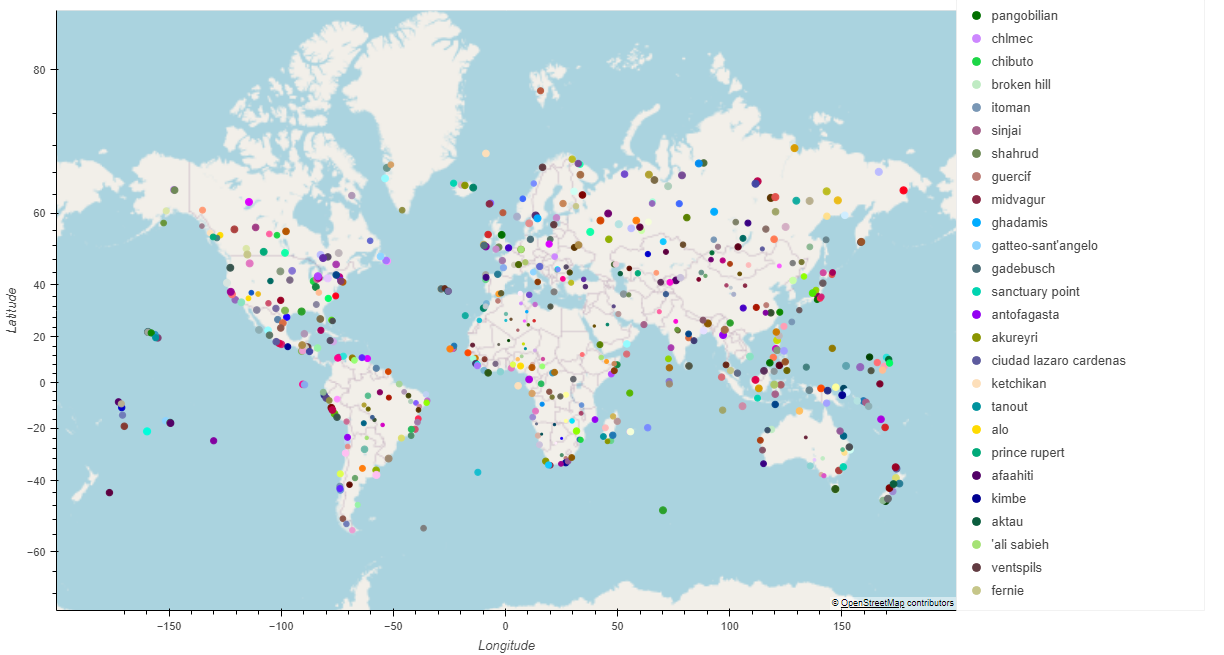 pangobilian
chlmec
chibuto
broken hill
itoman
sinjai
shahrud
guercif
midvagur
ghadamis
gatteo-sant'angelo
gadebusch
sanctuary point
antofagasta
akureyri
ciudad lazaro cardenas
ketchikan
tanout
alo
prince rupert
afaahiti
kimbe
aktau
'ali sabieh
ventspils
fernie
80
60
40
20
0
−20
−40
−60
Latitude
© OpenStreetMap contributors
−150 −100 −50 0 50 100 150
Longitude